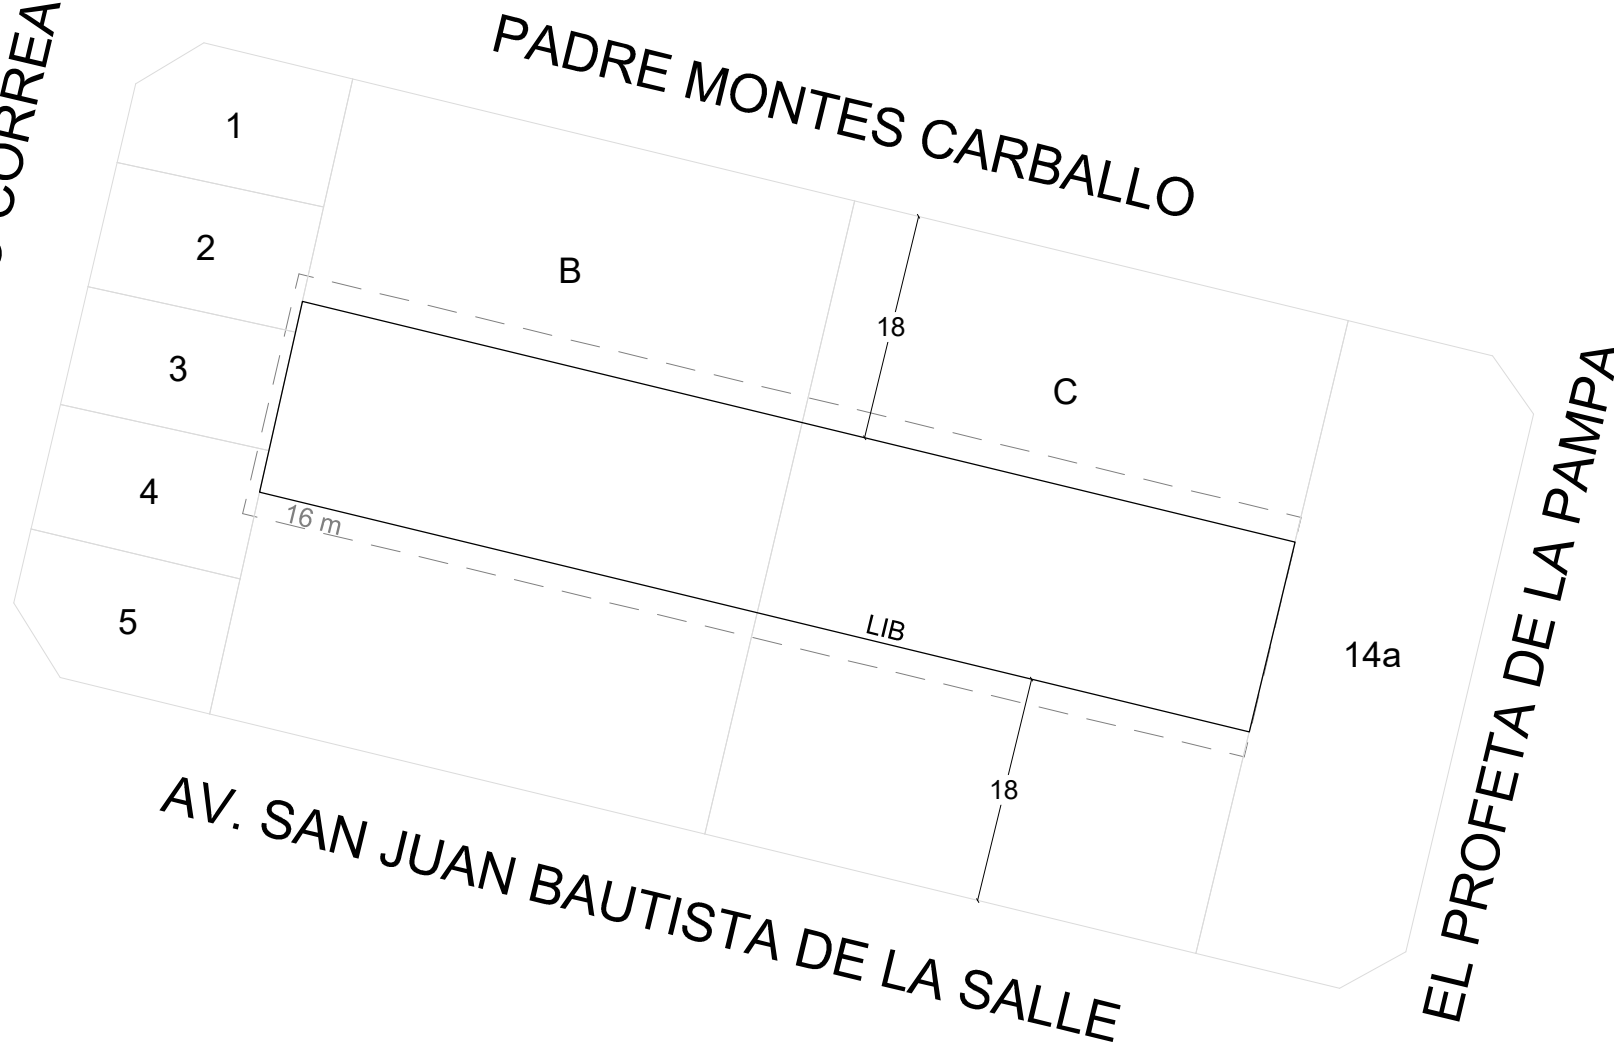 CORREA
PADRE MONTES CARBALLO
1
2
B
18
3
C
4
16 m
5
LIB
14a
18
EL PROFETA DE LA PAMPA
AV. SAN JUAN BAUTISTA DE LA SALLE